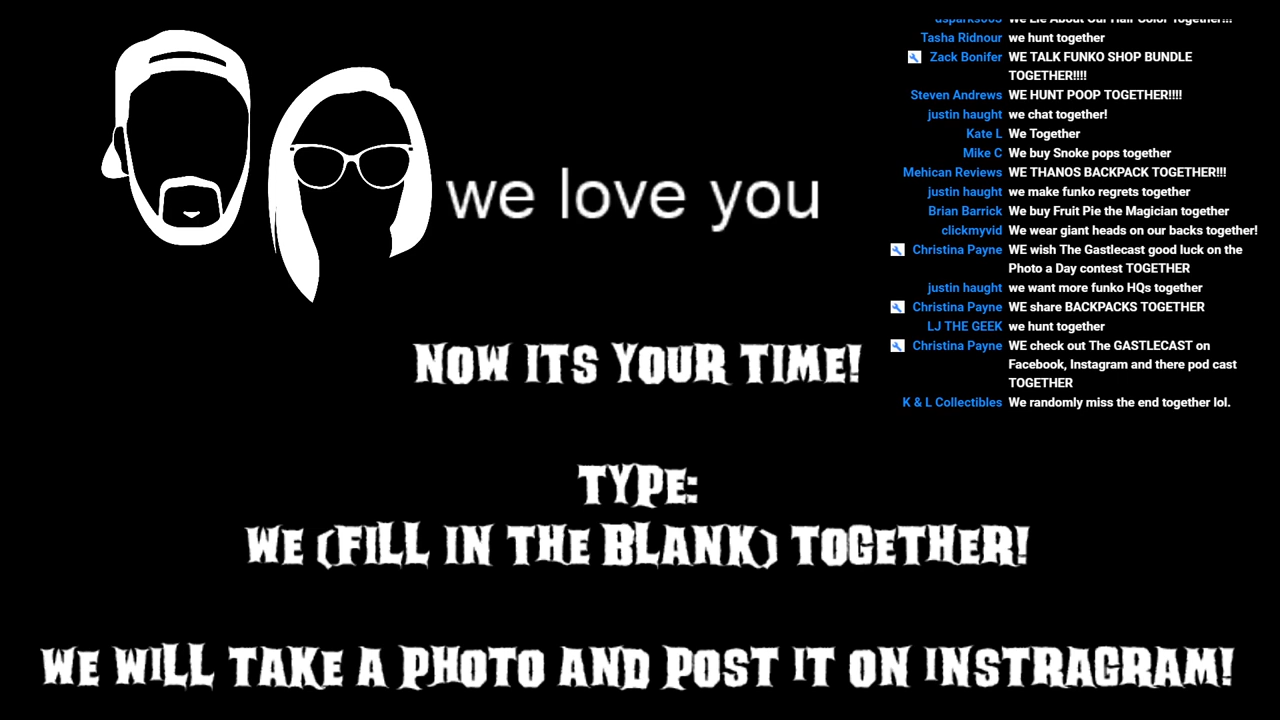 we love you
NOW ITS YOUR TIME!
TYPE:
WE (FILL IN THE BLANK) TOGETHER!
WE WILL TAKE A PHOTO AND POST IT ON INSTRAGRAM!
We Lie About Our Hair Color Together!!!
Tasha Ridnour we hunt together
Zack Bonifer WE TALK FUNKO SHOP BUNDLE
TOGETHER!!!!
Steven Andrews WE HUNT POOP TOGETHER!!!!
justin haught we chat together!
Kate L We Together
Mike C We buy Snoke pops together
Mehican Reviews WE THANOS BACKPACK TOGETHER!!!
justin haught we make funko regrets together
Brian Barrick We buy Fruit Pie the Magician together
clickmyvid We wear giant heads on our backs together!
Christina Payne WE wish The Gastlecast good luck on the
Photo a Day contest TOGETHER
justin haught we want more funko HQs together
Christina Payne WE share BACKPACKS TOGETHER
LJ THE GEEK we hunt together
Christina Payne WE check out The GASTLECAST on
Facebook, Instagram and there pod cast
TOGETHER
K & L Collectibles We randomly miss the end together lol.